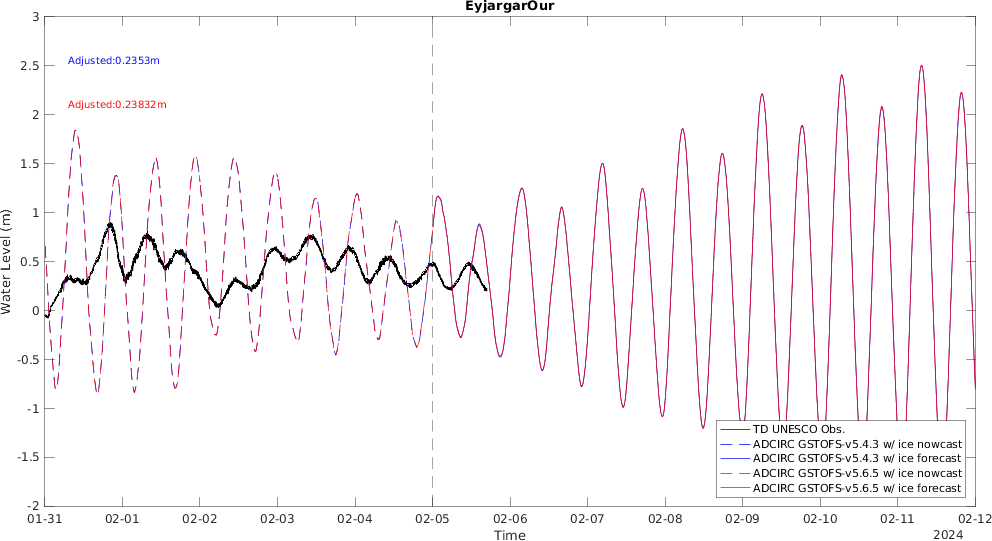 EyjargarOur
Adjusted:0.2353m
Adjusted:0.23832m
Water Level (m)
3
2.5
2
1.5
1
0.5
0
-0.5
-1
-1.5
-2
TD UNESCO Obs.
ADCIRC GSTOFS-v5.4.3 w/ ice nowcast
ADCIRC GSTOFS-v5.4.3 w/ ice forecast
ADCIRC GSTOFS-v5.6.5 w/ ice nowcast
ADCIRC GSTOFS-v5.6.5 w/ ice forecast
01-31 02-01 02-02 02-03 02-04 02-05 02-06 02-07 02-08 02-09 02-10 02-11 02-12
Time
2024